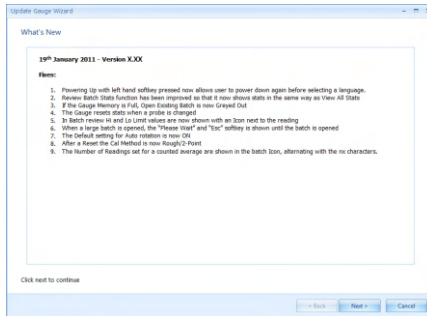 Update Gauge Wizard
What's New
19th January 2011 - Version X.XX
Fixes:
1. Powering Up with left hand softkey pressed now allows user to power down again before selecting a language.
2. Review Batch Stats function has been improved so that it now shows stats in the same way as View All Stats
3. If the Gauge Memory is Full, Open Existing Batch is now Greyed Out
4. The Gauge resets stats when a probe is changed
5. In Batch review Hi and Lo Limit values are now shown with an Icon next to the reading
6. When a large batch is opened, the "Please Wait" and "Esc" softkey is shown until the batch is opened
7. The Default setting for Auto rotation is now ON
8. After a Reset the Cal Method is now Rough/2-Point
9. The Number of Readings set for a counted average are shown in the batch Icon, alternating with the nx characters.
Click next to continue
< Back Next > Cancel